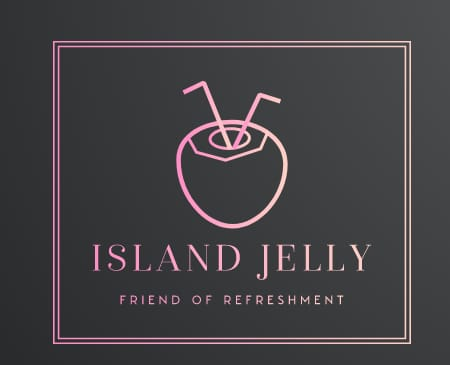 ISLAND JELLY
FRIEND OF REFRESHMENT